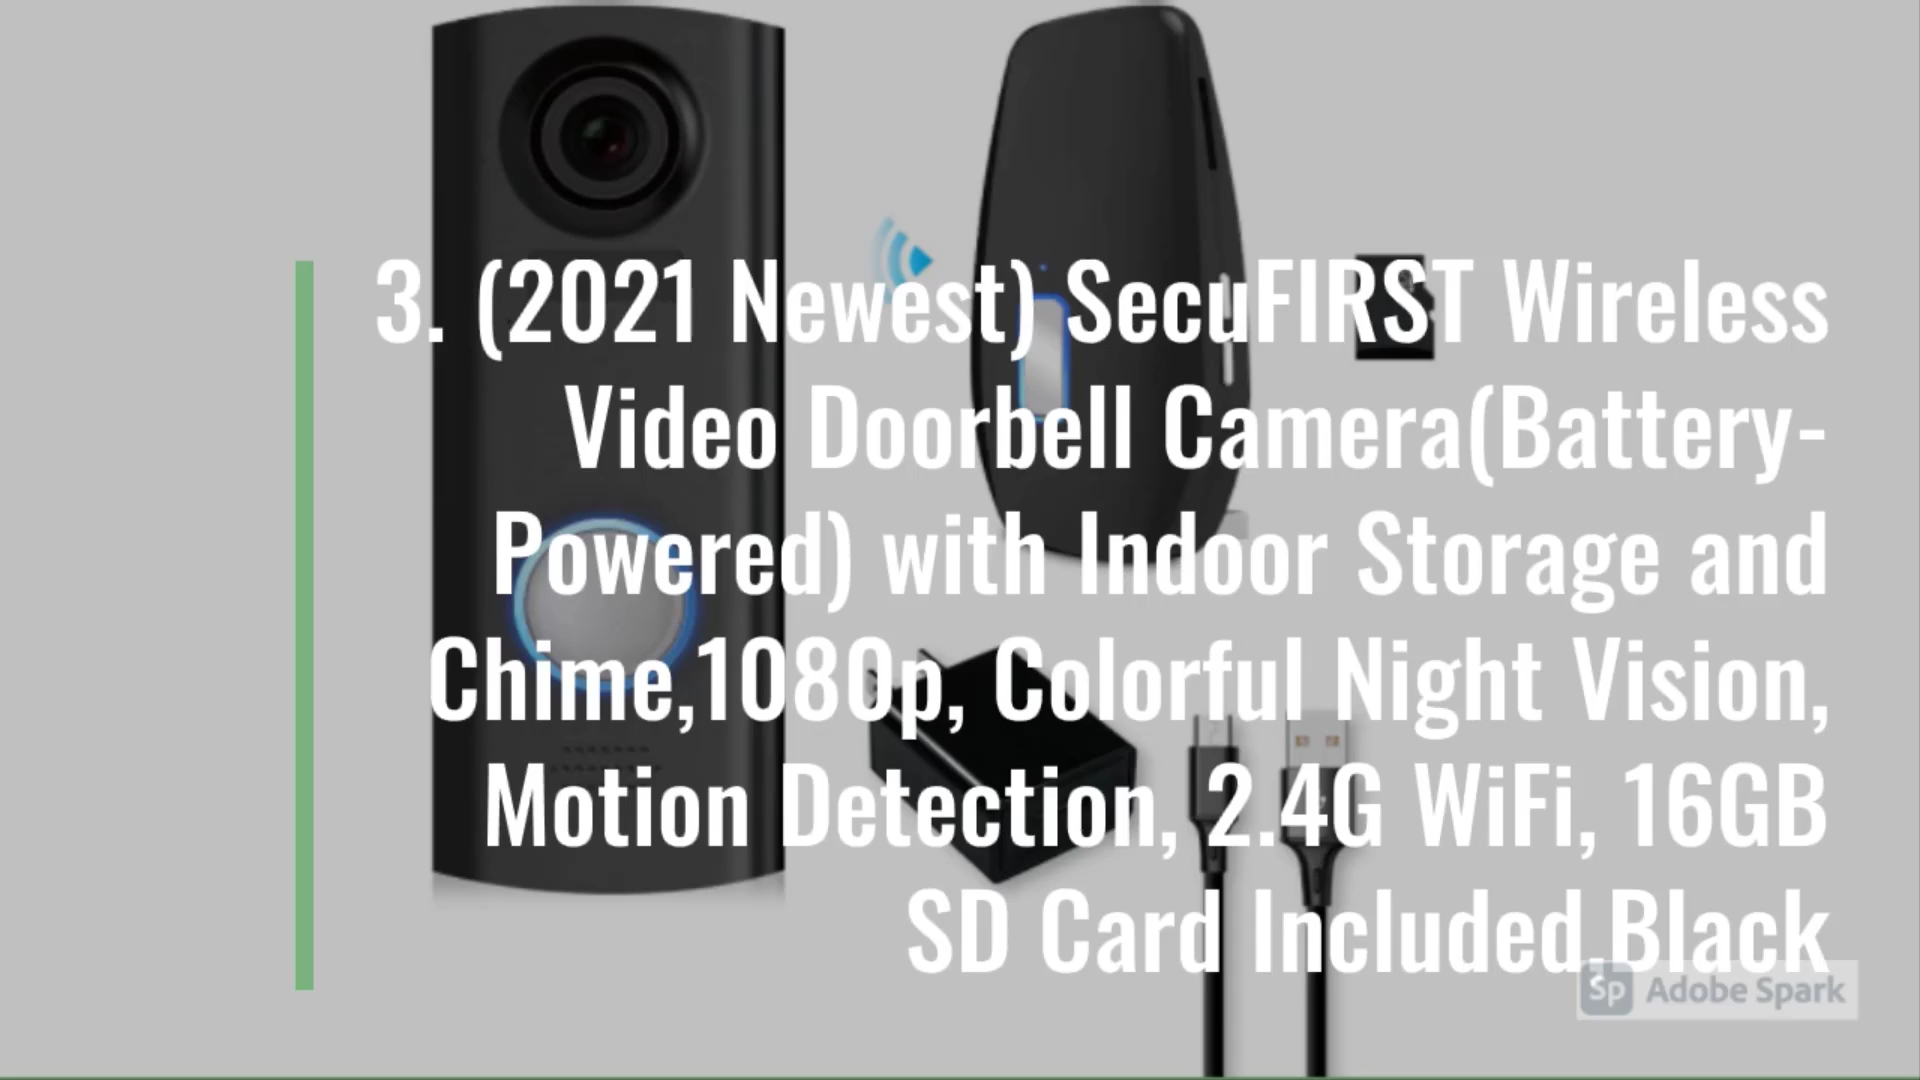 3. (2021 Newest) SecuFIRST Wireless
Video Doorbell Camera(Battery-
Powered) with Indoor Storage and
Chime,1080p, Colorful Night Vision,
Motion Detection, 2.4G WiFi, 16GB
SD Card Included,Black
Sp Adobe Spark